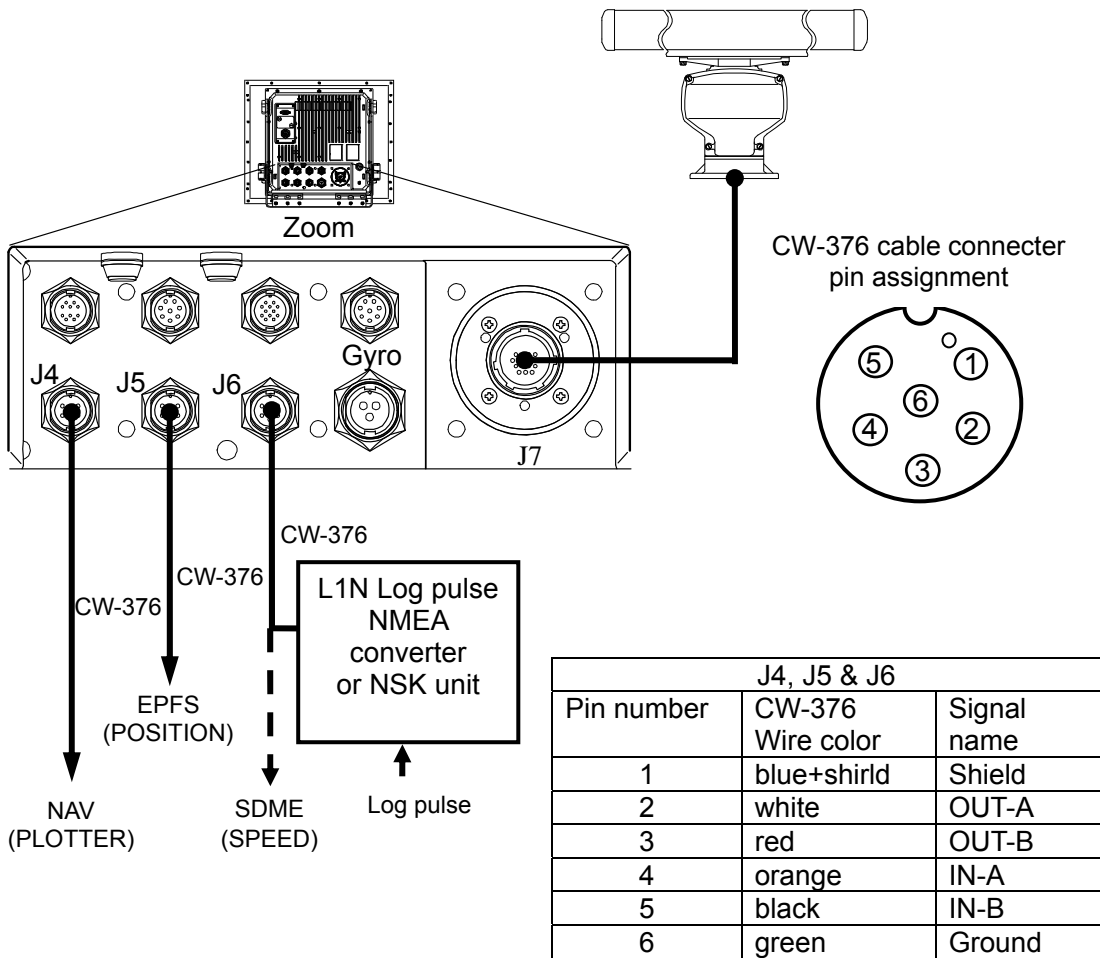 Zoom
CW-376 cable connecter
pin assignment
J4
J5
J6
Gyro
J7
5
1
6
4
2
3
CW-376
CW-376
CW-376
L1N Log pulse
NMEA
converter
or NSK unit
EPFS
(POSITION)
NAV
(PLOTTER)
SDME
(SPEED)
Log pulse
J4, J5 & J6
Pin number CW-376 Wire color Signal name
1 blue+shirld Shield
2 white OUT-A
3 red OUT-B
4 orange IN-A
5 black IN-B
6 green Ground